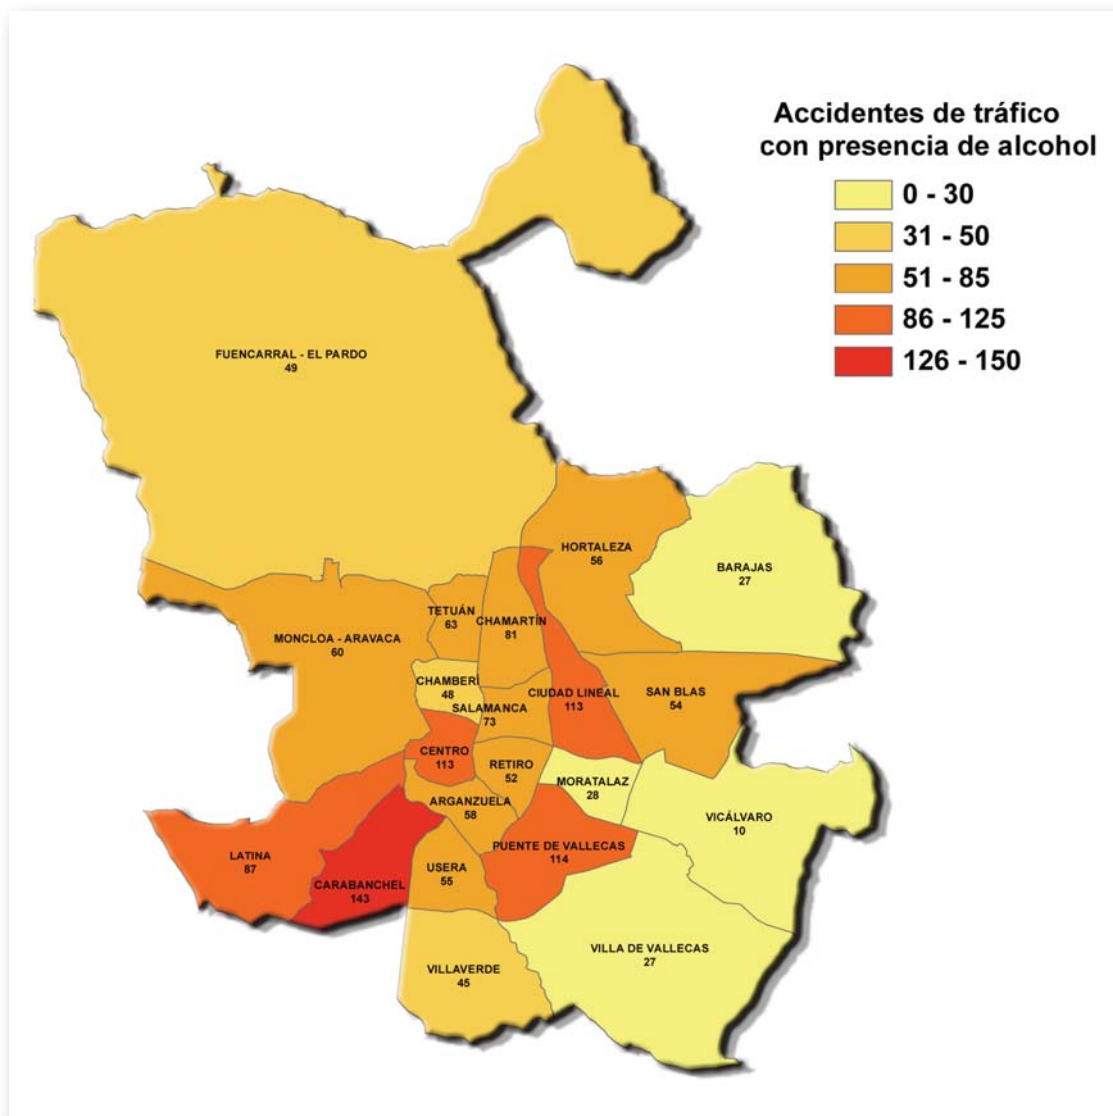 Accidentes de tráfico
con presencia de alcohol
0 - 30
31 - 50
51 - 85
86 - 125
126 - 150
FUENCARRAL - EL PARDO
49
HORTALEZA
56
BARAJAS
27
TETUÁN
63
CHAMARTÍN
81
MONCLOA - ARAVACA
60
CHAMBERÍ
48
SALAMANCA
73
CIUDAD LINEAL
113
SAN BLAS
54
CENTRO
113
RETIRO
52
MORATALAZ
28
ARGANZUELA
58
VICÁLVARO
10
PUENTE DE VALLECAS
114
LATINA
87
CARABANCHEL
143
USERA
55
VILLA DE VALLECAS
27
VILLAVERDE
45